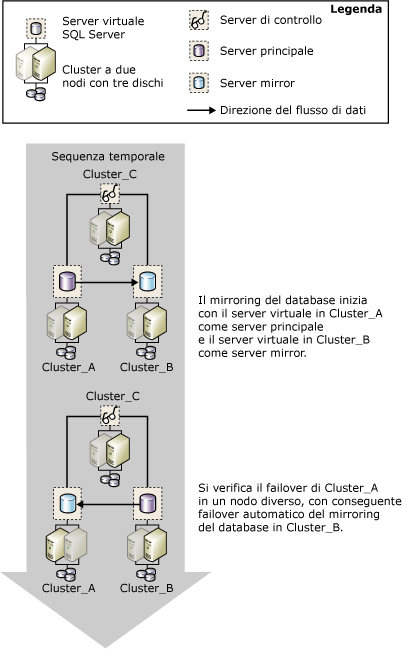 Legenda
Server virtuale
SQL Server
Cluster a due
nodi con tre dischi
Server di controllo
Server principale
Server mirror
Direzione del flusso di dati
Sequenza temporale
Cluster_C
Cluster_A
Cluster_B
Il mirroring del database inizia
con il server virtuale in Cluster_A
come server principale
e il server virtuale in Cluster_B
come server mirror.
Cluster_C
Cluster_A
Cluster_B
Si verifica il failover di Cluster_A
in un nodo diverso, con conseguente
failover automatico del mirroring
del database in Cluster_B.